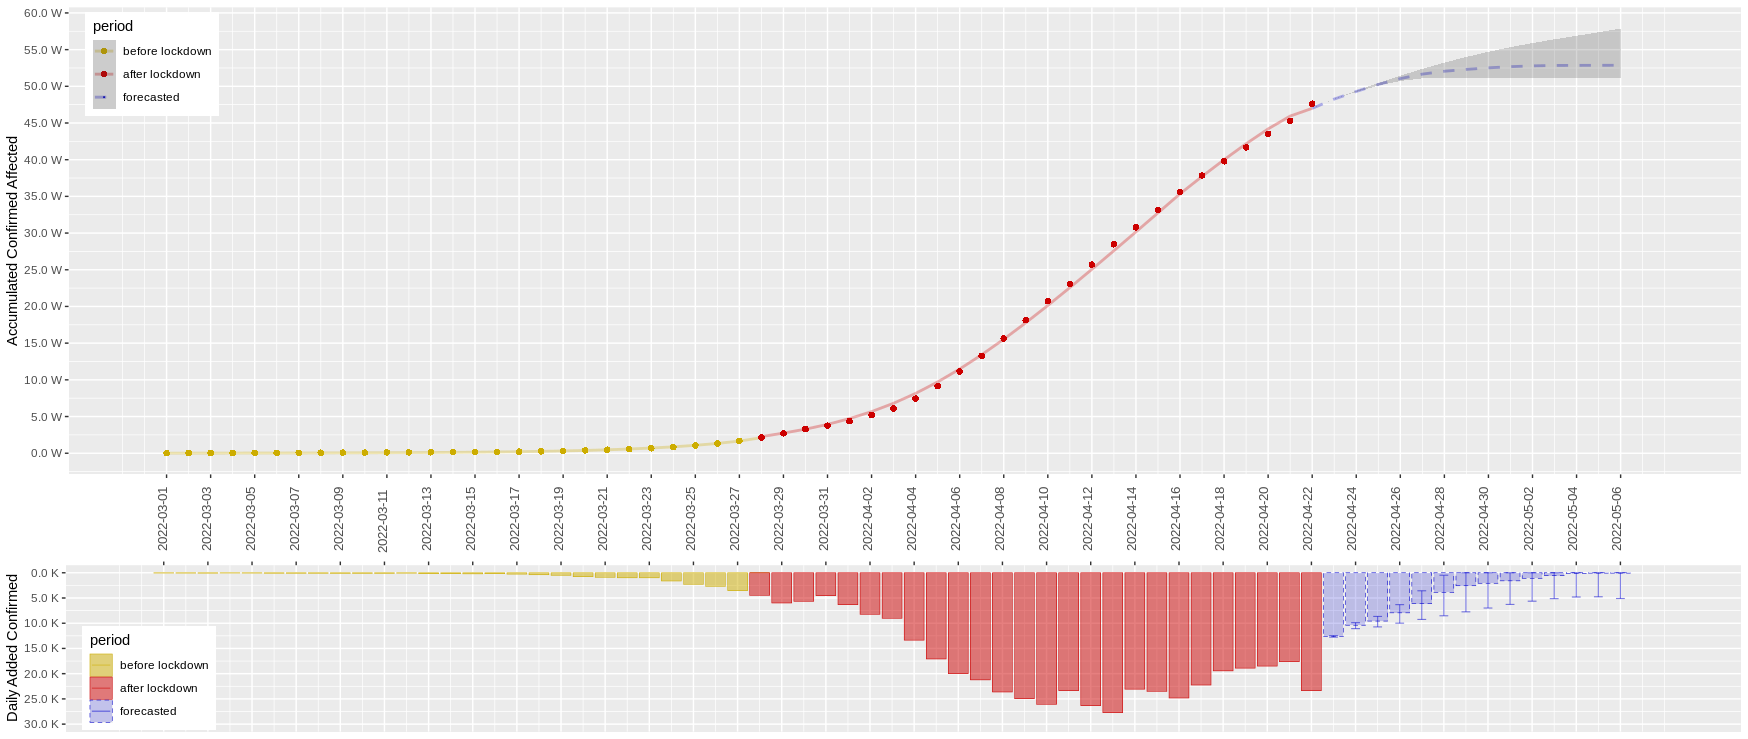 60.0 W
55.0 W
50.0 W
45.0 W
40.0 W
35.0 W
30.0 W
25.0 W
20.0 W
15.0 W
10.0 W
5.0 W
0.0 W
Accumulated Confirmed Affected
period
before lockdown
after lockdown
forecasted
2022-03-01
2022-03-03
2022-03-05
2022-03-07
2022-03-09
2022-03-11
2022-03-13
2022-03-15
2022-03-17
2022-03-19
2022-03-21
2022-03-23
2022-03-25
2022-03-27
2022-03-29
2022-03-31
2022-04-02
2022-04-04
2022-04-06
2022-04-08
2022-04-10
2022-04-12
2022-04-14
2022-04-16
2022-04-18
2022-04-20
2022-04-22
2022-04-24
2022-04-26
2022-04-28
2022-04-30
2022-05-02
2022-05-04
2022-05-06
0.0 K
5.0 K
10.0 K
15.0 K
20.0 K
25.0 K
30.0 K
Daily Added Confirmed
period
before lockdown
after lockdown
forecasted